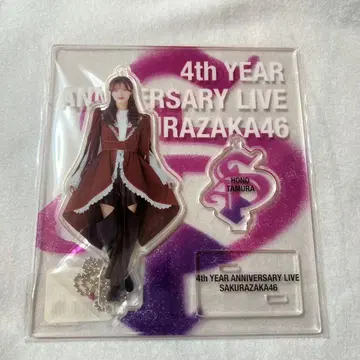 4th YEAR
ANNIVERSARY LIVE
SAKURAZAKA46
HONO
TAMURA
4th YEAR ANNIVERSARY LIVE
SAKURAZAKA46